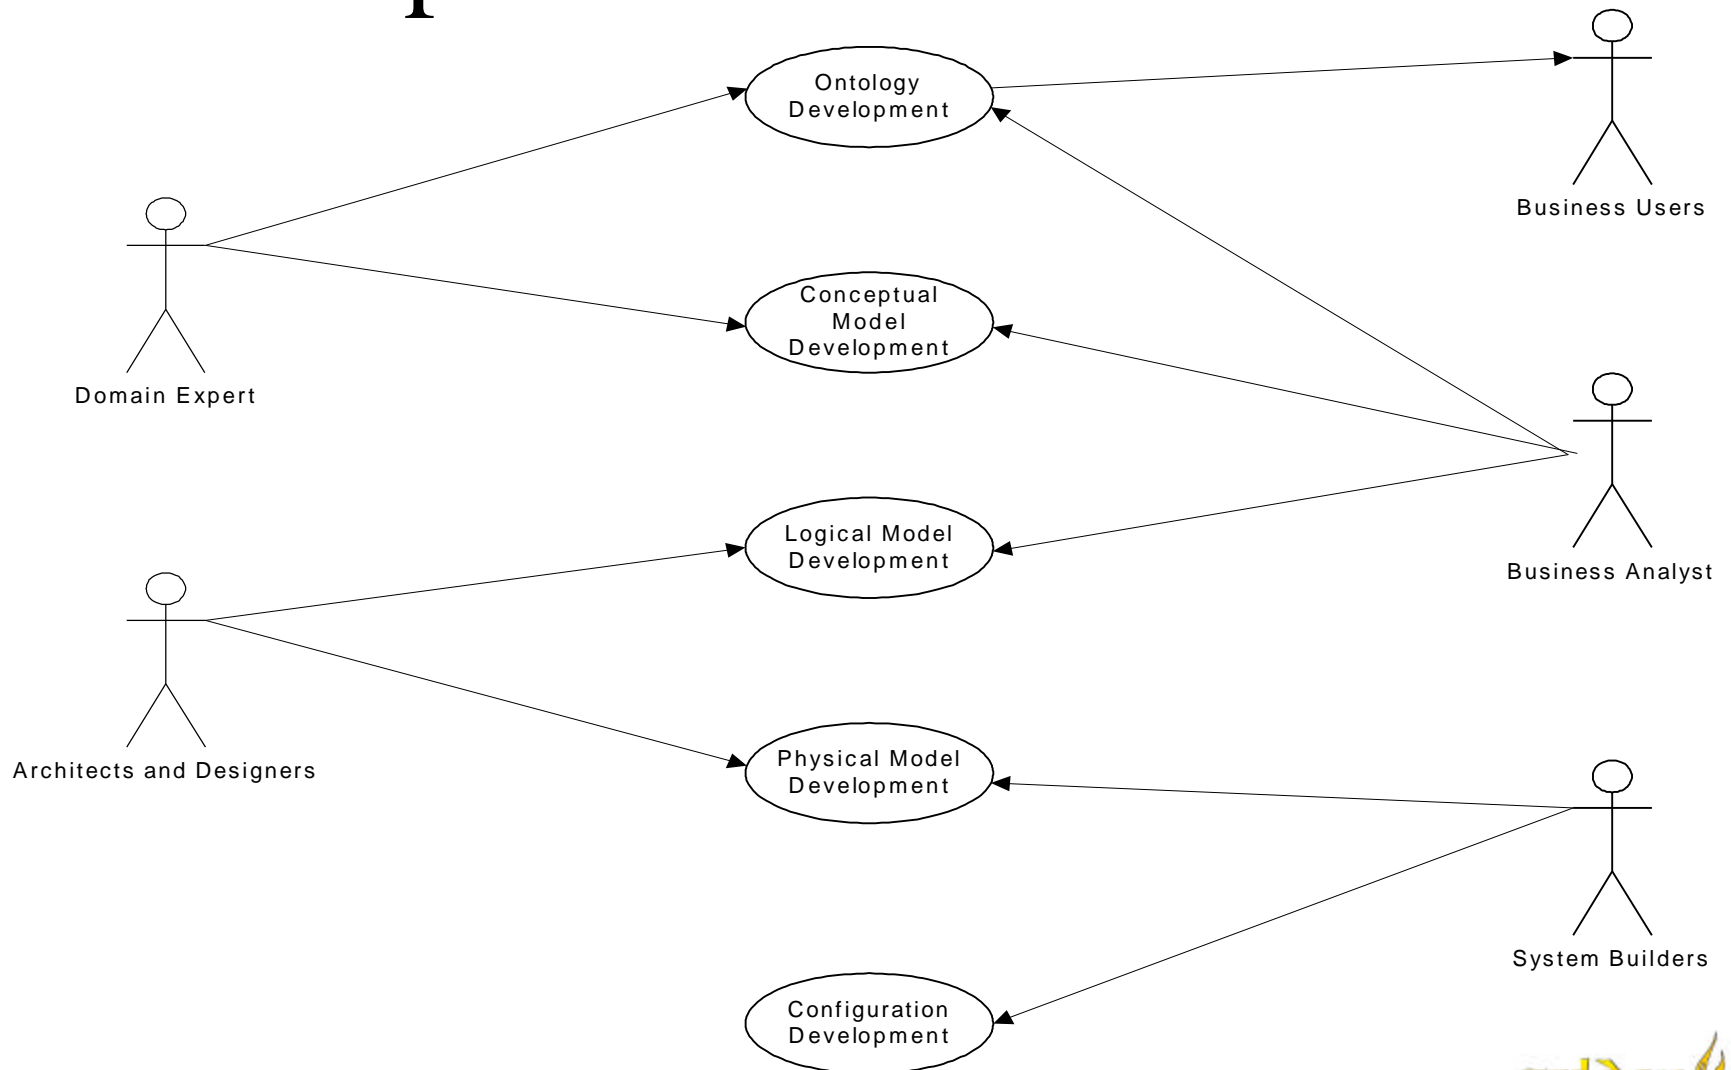 Ontology
Development
Business Users
Conceptual
Model
Development
Domain Expert
Logical Model
Development
Business Analyst
Physical Model
Development
Architects and Designers
System Builders
Configuration
Development